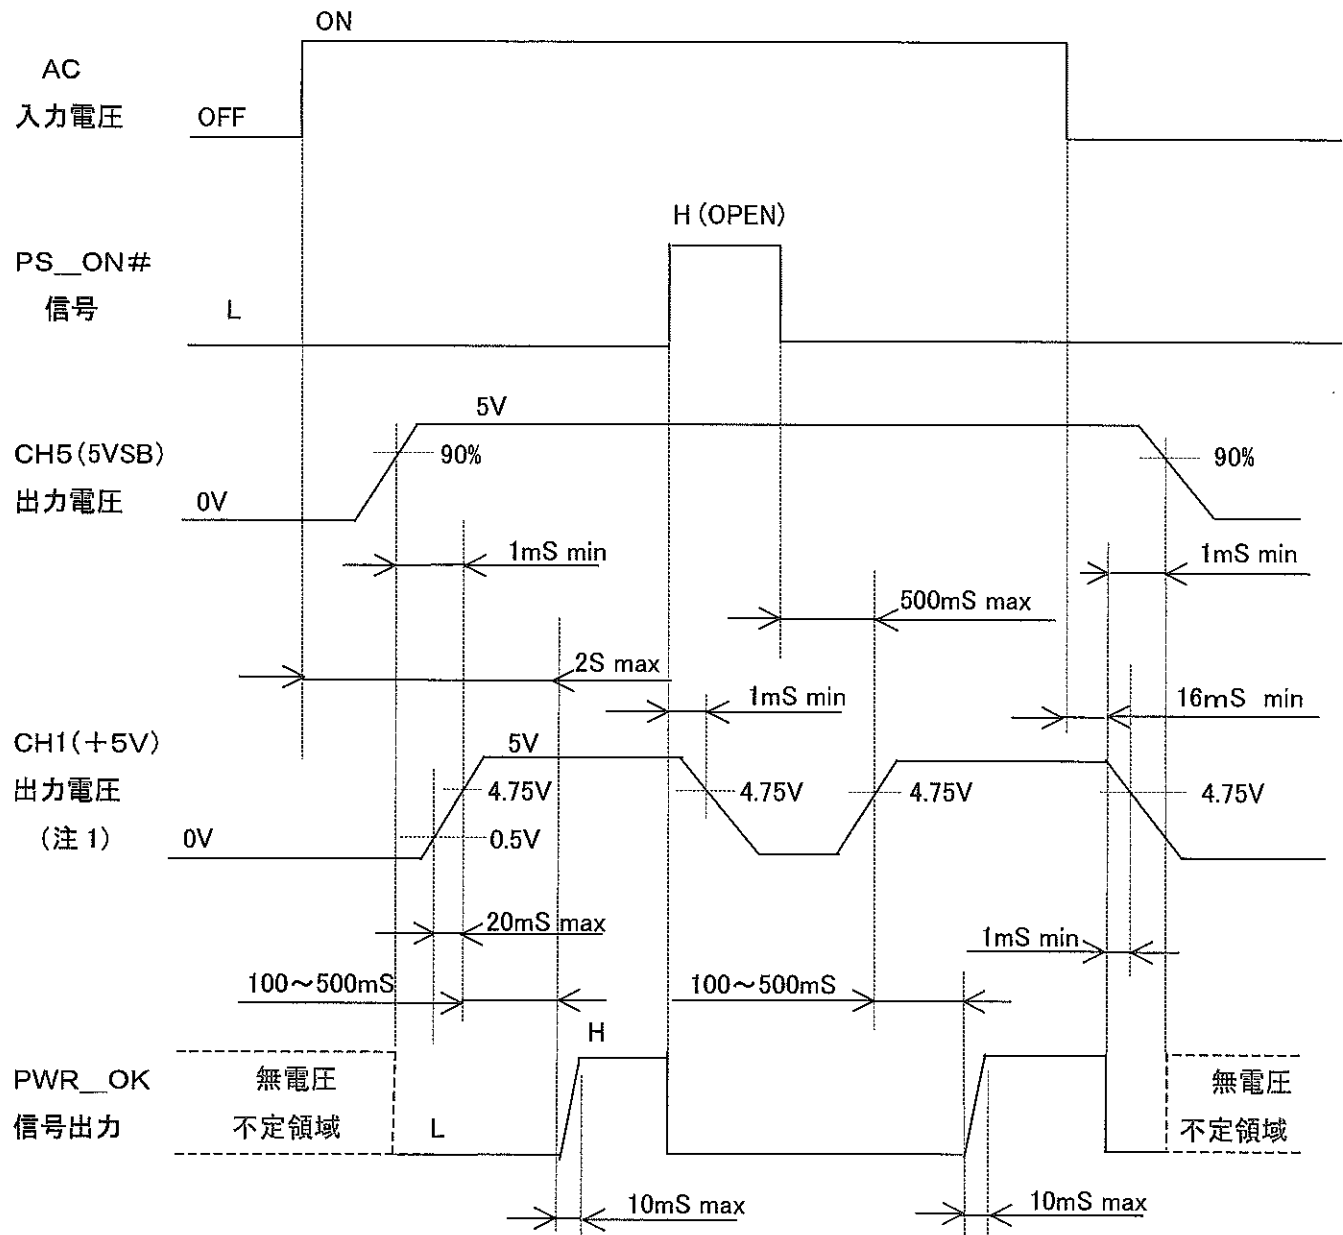 ON
AC
入力電圧
OFF
H(OPEN)
PS__ON#
信号
L
5V
CH5(5VSB)
90%
90%
出力電圧
0V
1mS min
1mS min
500mS max
2S max
1mS min
16mS min
CH1(+5V)
5V
出力電圧
4.75V
4.75V
4.75V
4.75V
(注1)
0V
0.5V
20mS max
1mS min
100～500mS
100～500mS
H
PWR__OK
無電圧
無電圧
信号出力
不定領域
L
不定領域
10mS max
10mS max